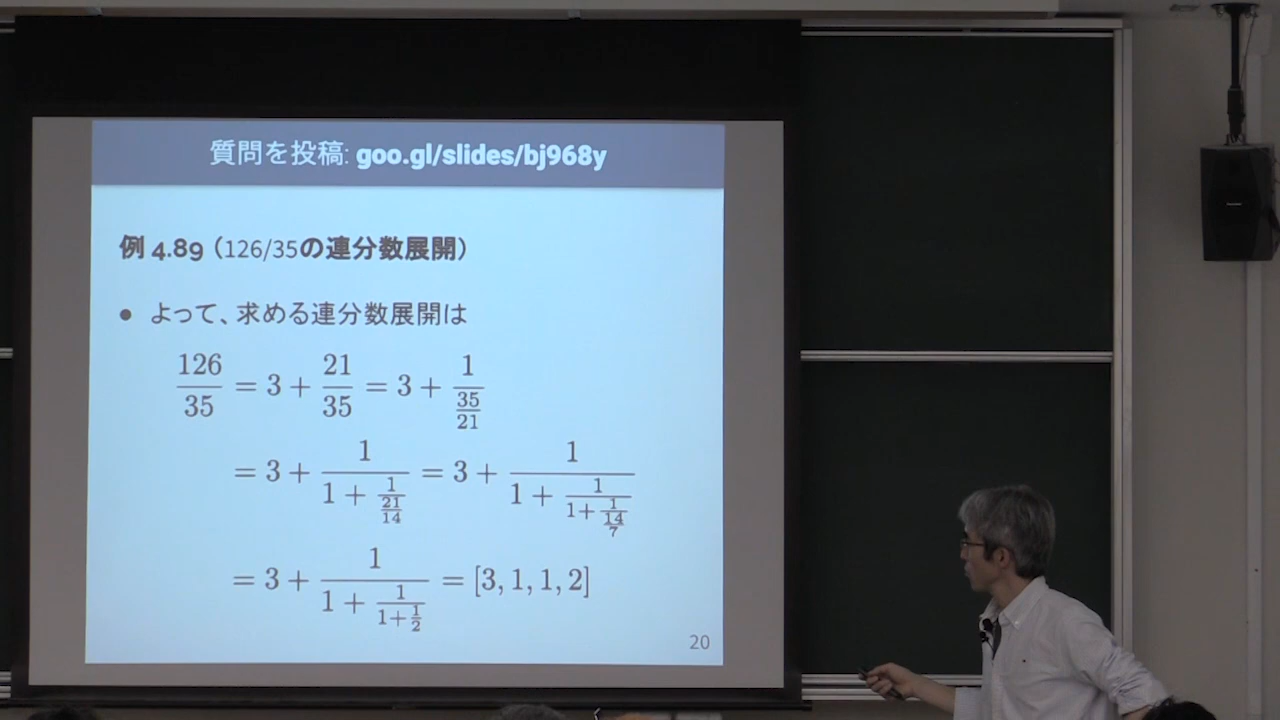 質問を投稿: goo.gl/slides/bj968y
例 4.89 (126/35の連分数展開)
• よって、求める連分数展開は
126/35 = 3 + 21/35 = 3 + 1/(35/21)
= 3 + 1/(1 + 1/(21/14)) = 3 + 1/(1 + 1/(1+1/(14/7)))
= 3 + 1/(1 + 1/(1+1/2)) = [3, 1, 1, 2]
20